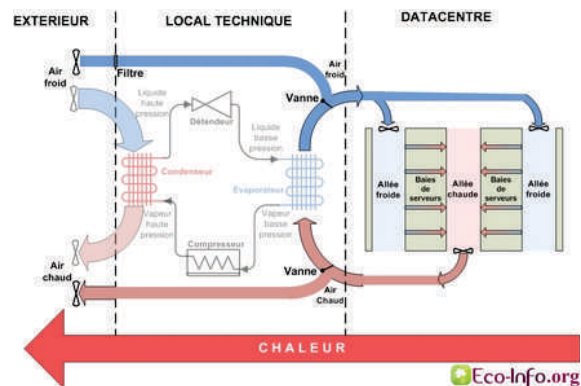 EXTERIEUR
LOCAL TECHNIQUE
DATACENTRE
Air
froid
Filtre
Air
froid
Liquide
haute
pression
Détendeur
Liquide
basse
pression
Vanne
Condenseur
Evaporateur
Allée
froide
Baies
de
serveurs
Allée
chaude
Baies
de
serveurs
Allée
froide
Vapeur
haute
pression
Compresseur
Vapeur
basse
pression
Air
chaud
Vanne
Air
Chaud
CHALEUR
Eco-Info.org